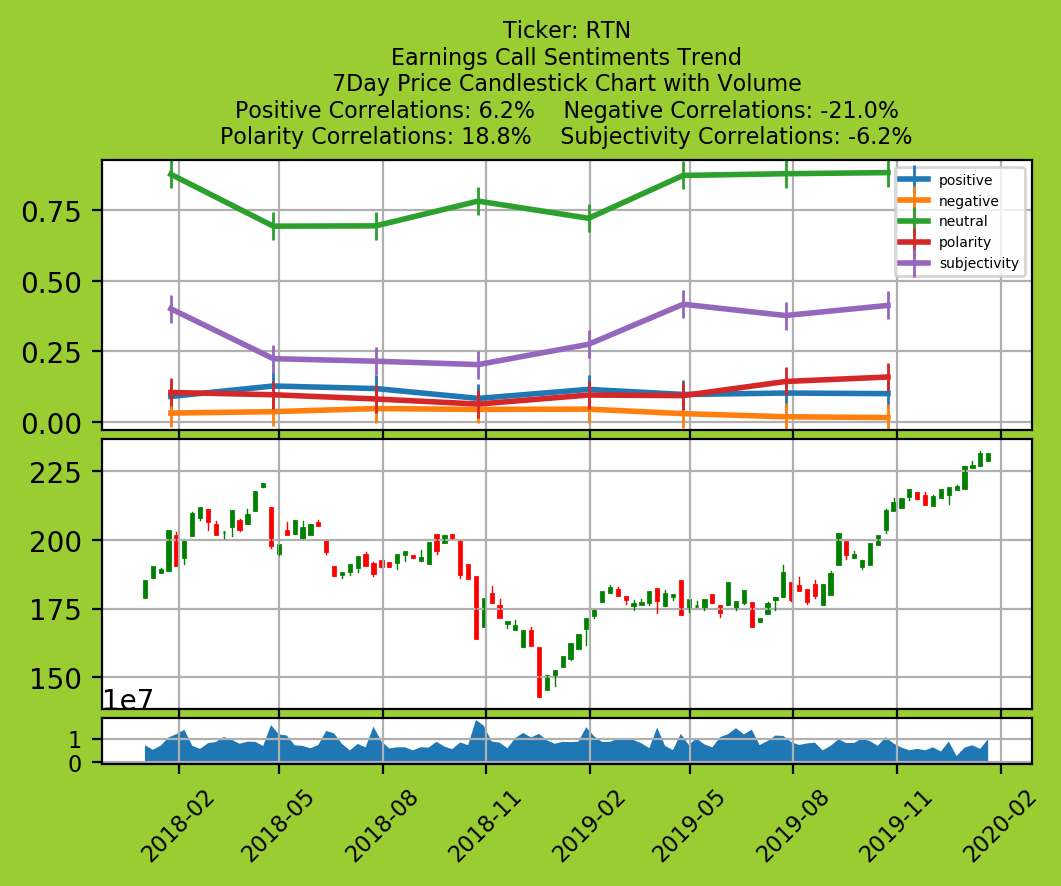 Ticker: RTN
Earnings Call Sentiments Trend
7Day Price Candlestick Chart with Volume
Positive Correlations: 6.2%    Negative Correlations: -21.0%
Polarity Correlations: 18.8%    Subjectivity Correlations: -6.2%
positive
negative
neutral
polarity
subjectivity
0.75
0.50
0.25
0.00
225
200
175
150
1e7
1
0
2018-02
2018-05
2018-08
2018-11
2019-02
2019-05
2019-08
2019-11
2020-02